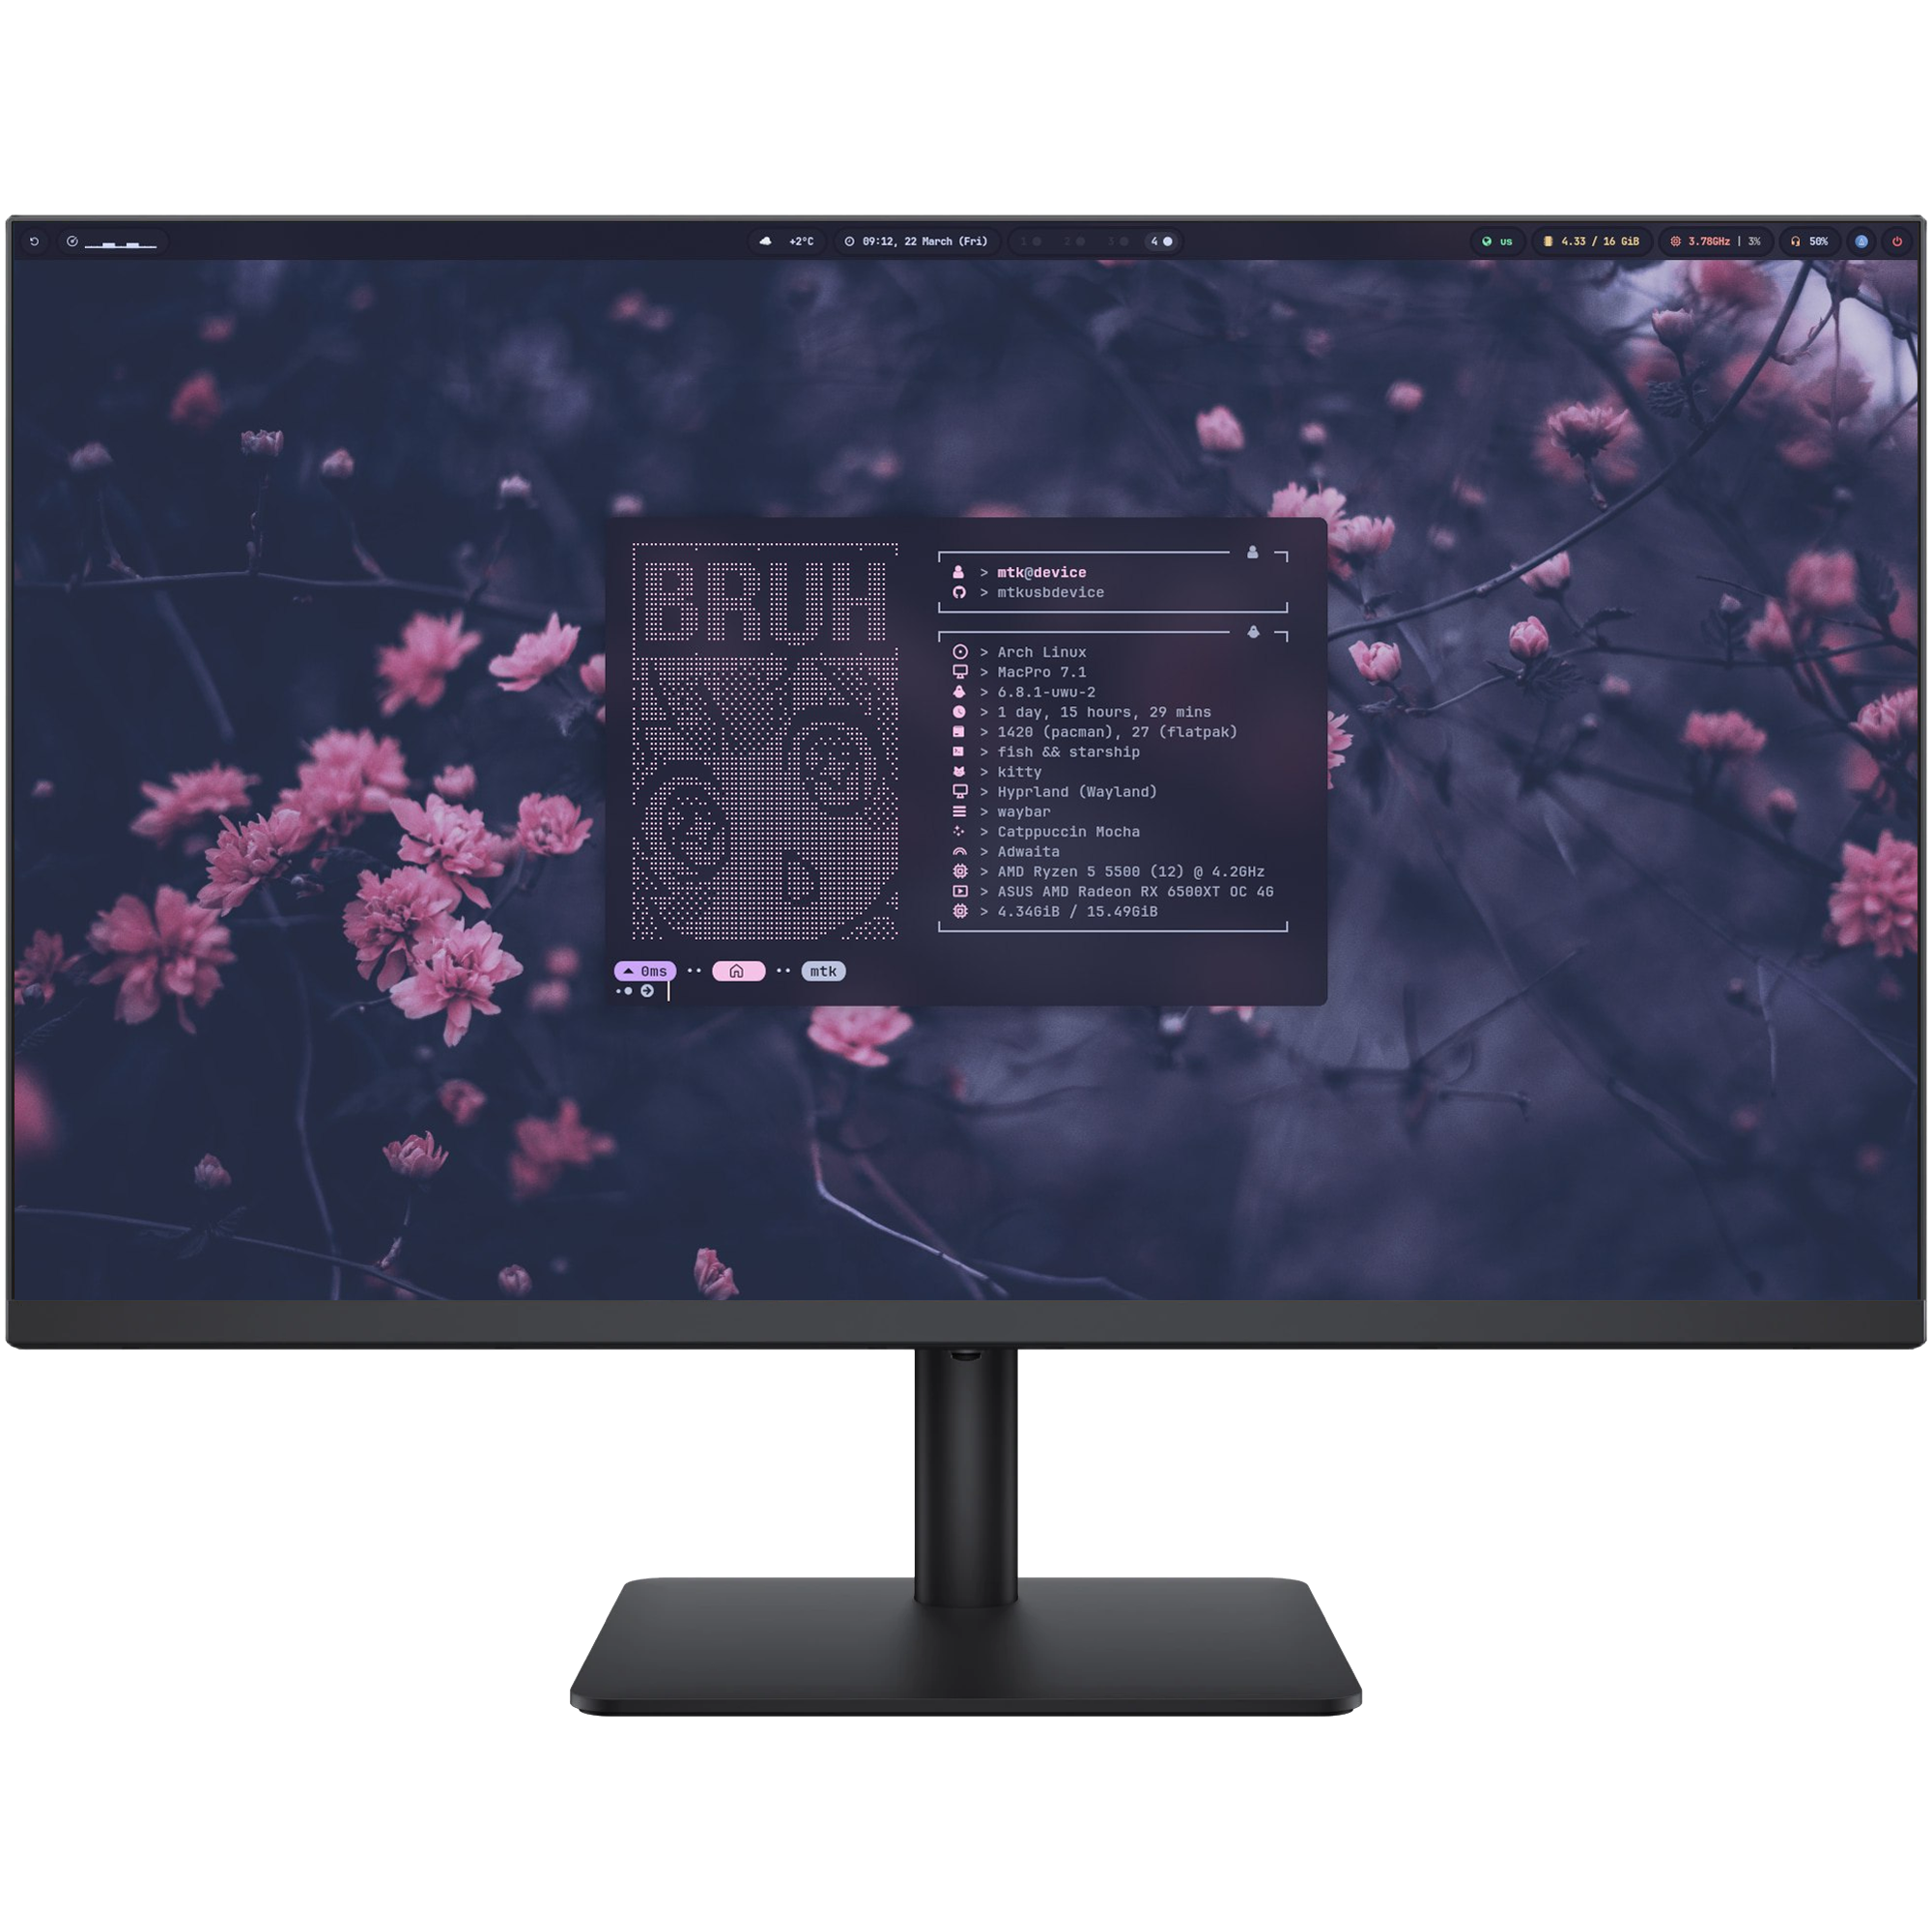 +2°C
09:12, 22 March (Fri)
1 2 3 4
us
4.33 / 16 GiB
3.78GHz | 3%
50%
BRUH
> mtk@device
> mtkusbdevice
> Arch Linux
> MacPro 7.1
> 6.8.1-uwu-2
> 1 day, 15 hours, 29 mins
> 1420 (pacman), 27 (flatpak)
> fish && starship
> kitty
> Hyprland (Wayland)
> waybar
> Catppuccin Mocha
> Adwaita
> AMD Ryzen 5 5500 (12) @ 4.2GHz
> ASUS AMD Radeon RX 6500XT OC 4G
> 4.34GiB / 15.49GiB
0ms •• •• mtk